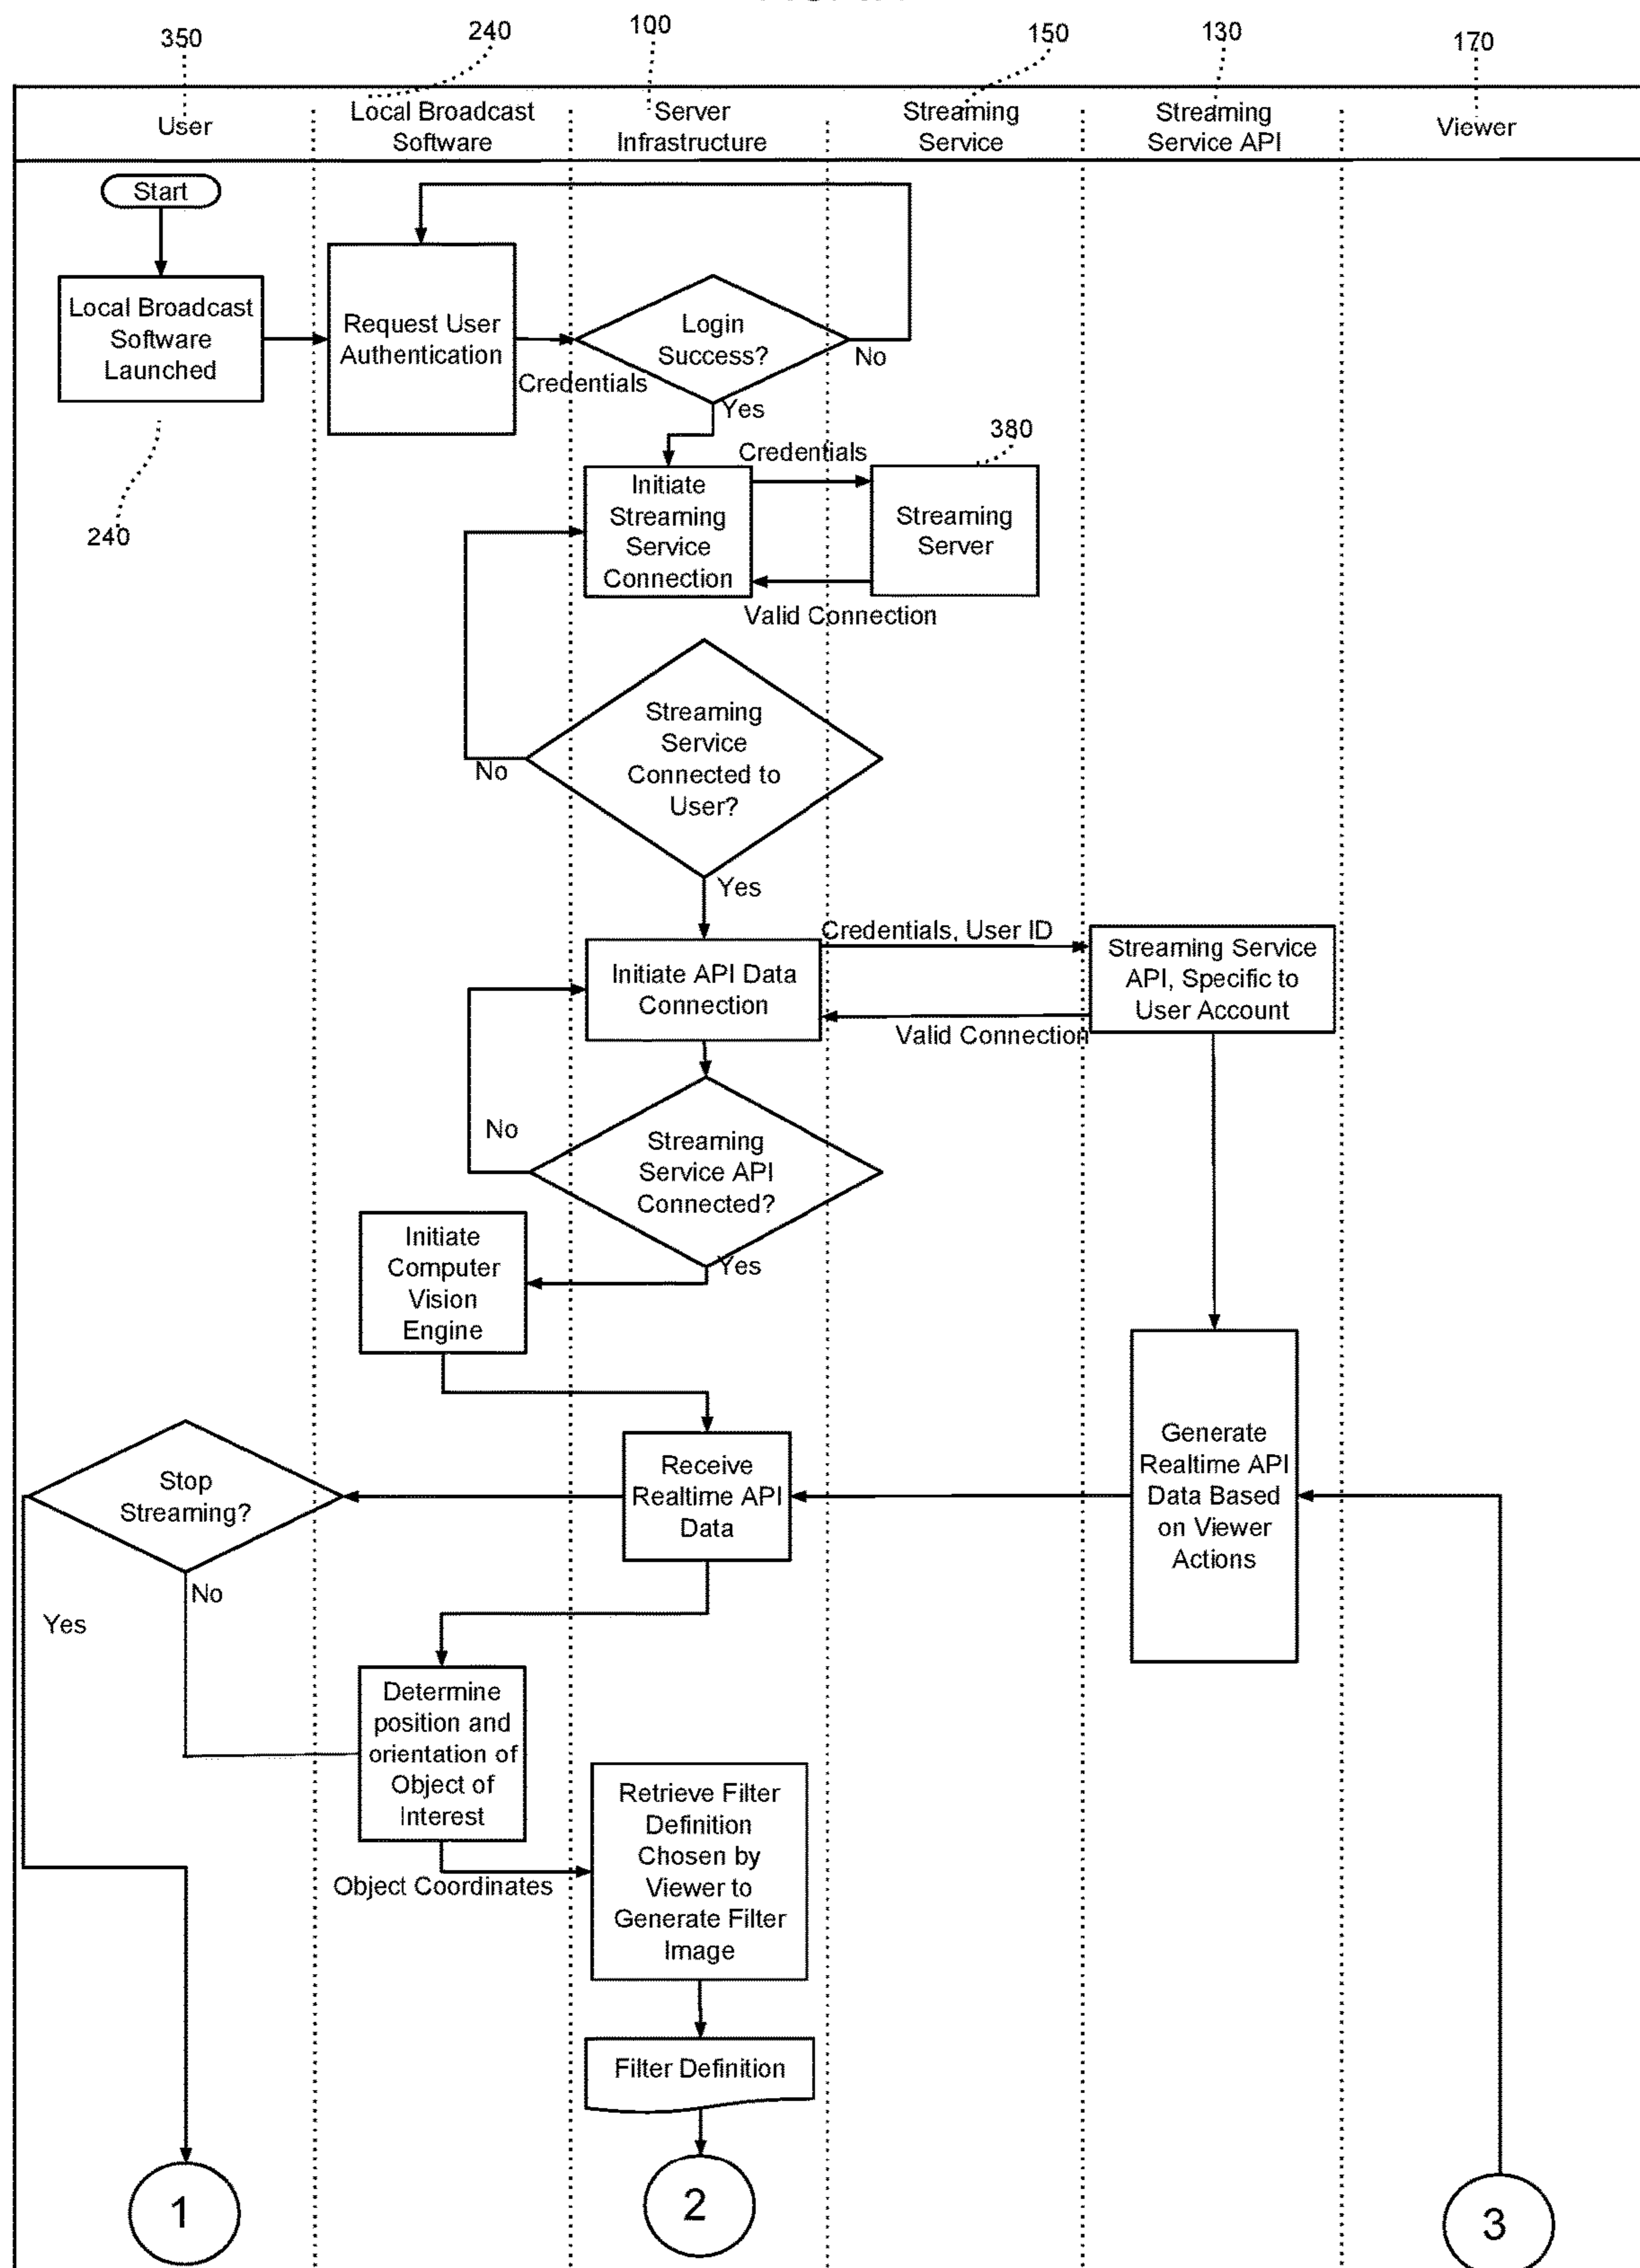 350
240
100
150
130
170
User
Local Broadcast
Software
Server
Infrastructure
Streaming
Service
Streaming
Service API
Viewer
Start
Local Broadcast
Software
Launched
240
Request User
Authentication
Credentials
Login
Success?
No
Yes
Credentials
380
Initiate
Streaming
Service
Connection
Streaming
Server
Valid Connection
Streaming
Service
Connected to
User?
No
Yes
Credentials, User ID
Initiate API Data
Connection
Streaming Service
API, Specific to
User Account
Valid Connection
No
Streaming
Service API
Connected?
Yes
Initiate
Computer
Vision
Engine
Stop
Streaming?
Receive
Realtime API
Data
Generate
Realtime API
Data Based
on Viewer
Actions
No
Yes
Determine
position and
orientation of
Object of
Interest
Object Coordinates
Retrieve Filter
Definition
Chosen by
Viewer to
Generate Filter
Image
Filter Definition
1
2
3